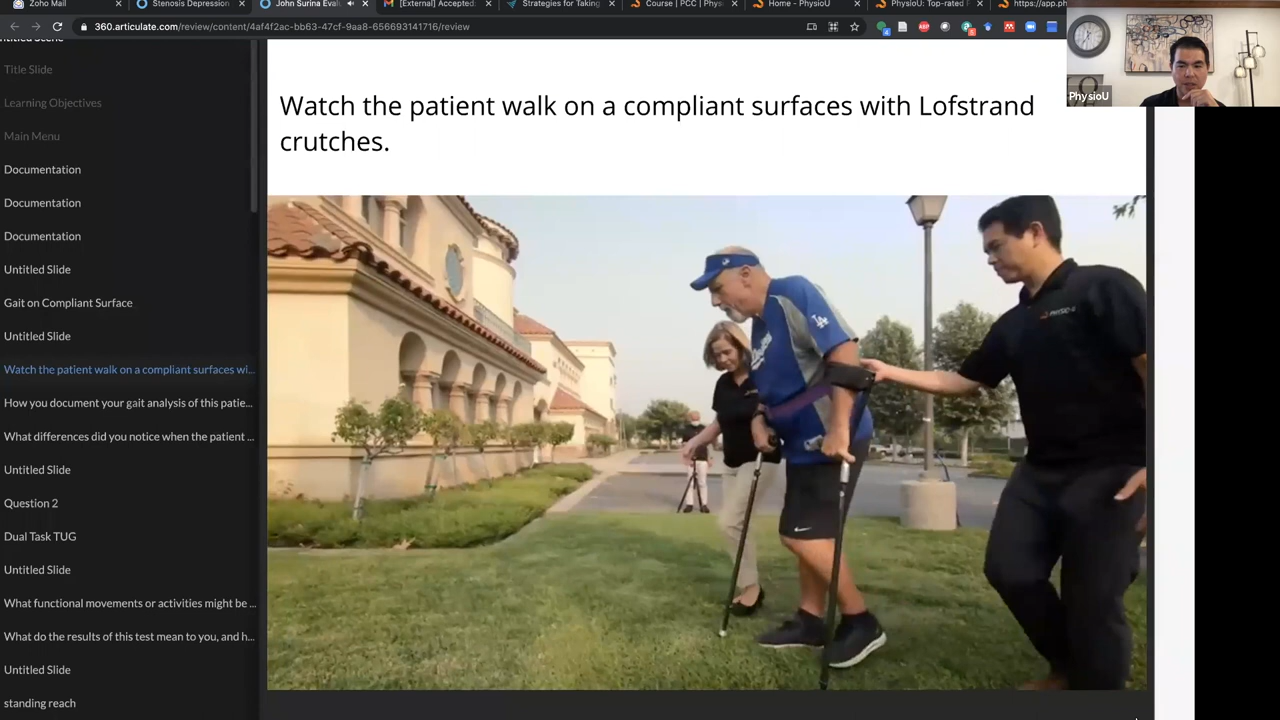 Zoho Mail
Stenosis Depression
John Surina Evalu
[External] Accepted:
Strategies for Taking
Course | PCC | Physio
Home - PhysioU
PhysioU: Top-rated F
https://app.ph
360.articulate.com/review/content/4af4f2ac-bb63-47cf-9aa8-656693141716/review
Title Slide
Learning Objectives
Main Menu
Documentation
Documentation
Documentation
Untitled Slide
Gait on Compliant Surface
Untitled Slide
Watch the patient walk on a compliant surfaces wi...
How you document your gait analysis of this patie...
What differences did you notice when the patient ...
Untitled Slide
Question 2
Dual Task TUG
Untitled Slide
What functional movements or activities might be ...
What do the results of this test mean to you, and h...
Untitled Slide
standing reach
Watch the patient walk on a compliant surfaces with Lofstrand
crutches.
LA
PHYSIO-U
PhysioU